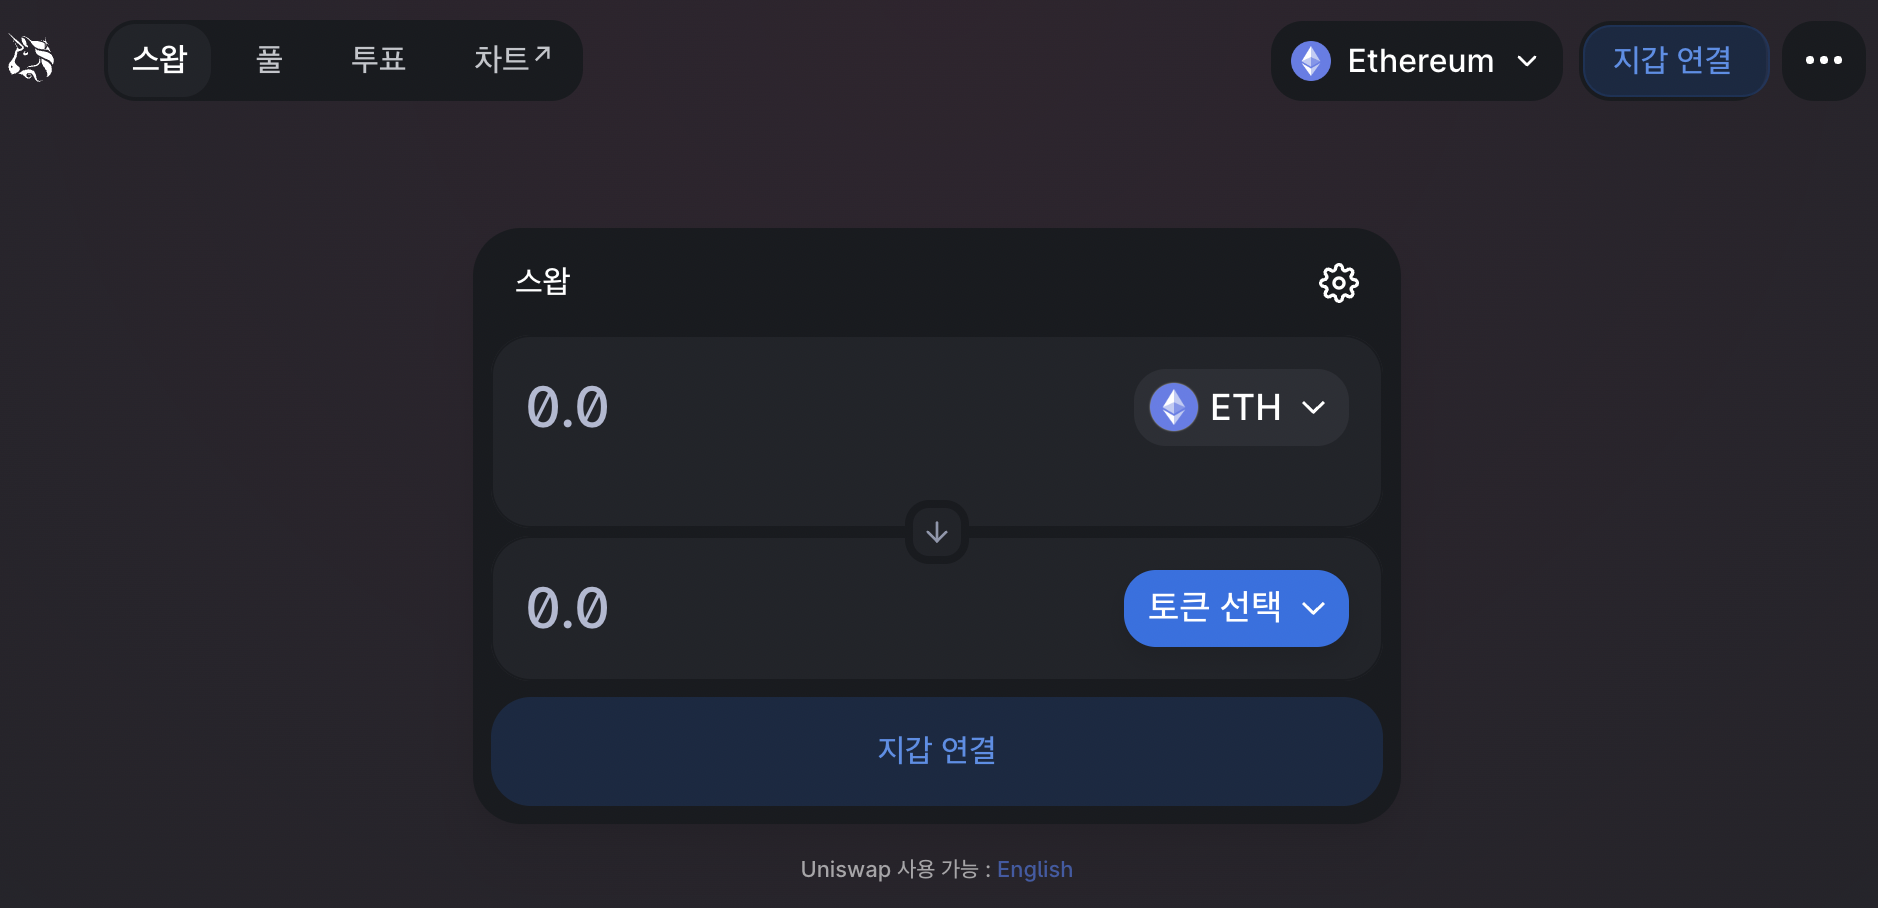 스왑 풀 투표 차트↗ Ethereum 지갑 연결
스왑
0.0 ETH
0.0 토큰 선택
지갑 연결
Uniswap 사용 가능 : English